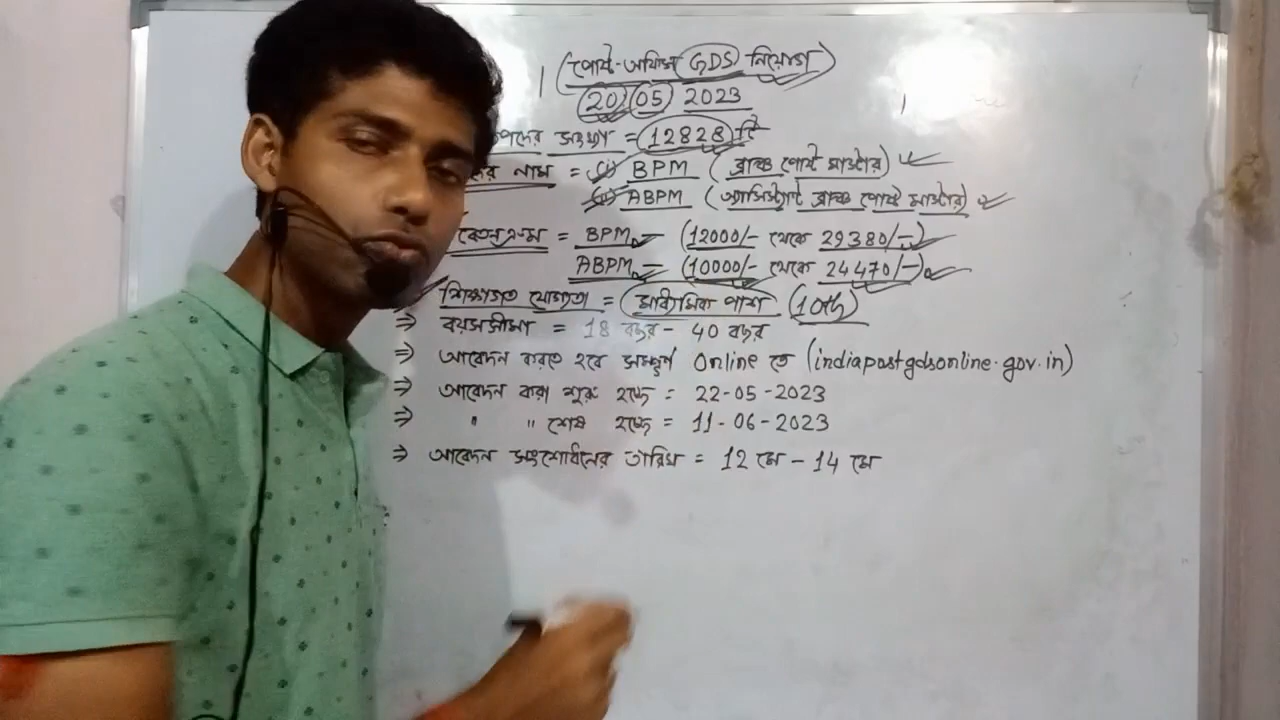 (পোষ্ট-অফিস GDS নিয়োগ)
20/05 2023
পদের সংখ্যা = 12828 টি
নাম = (i) BPM (ব্রাঞ্চ পোষ্ট মাস্টার)
(ii) ABPM (অ্যাসিস্ট্যান্ট ব্রাঞ্চ পোষ্ট মাস্টার)
বেতনক্রম = BPM - (12000/- থেকে 29380/-)
ABPM - (10000/- থেকে 24470/-)
শিক্ষাগত যোগ্যতা = মাধ্যমিক পাশ (10th)
⇒ বয়সসীমা = 18 বছর - 40 বছর
⇒ আবেদন করতে হবে সম্পূর্ণ Online তে (indiapostgdsonline.gov.in)
⇒ আবেদন করা শুরু হচ্ছে = 22-05-2023
⇒ " " শেষ হচ্ছে = 11-06-2023
⇒ আবেদন সংশোধনের তারিখ = 12 মে - 14 মে